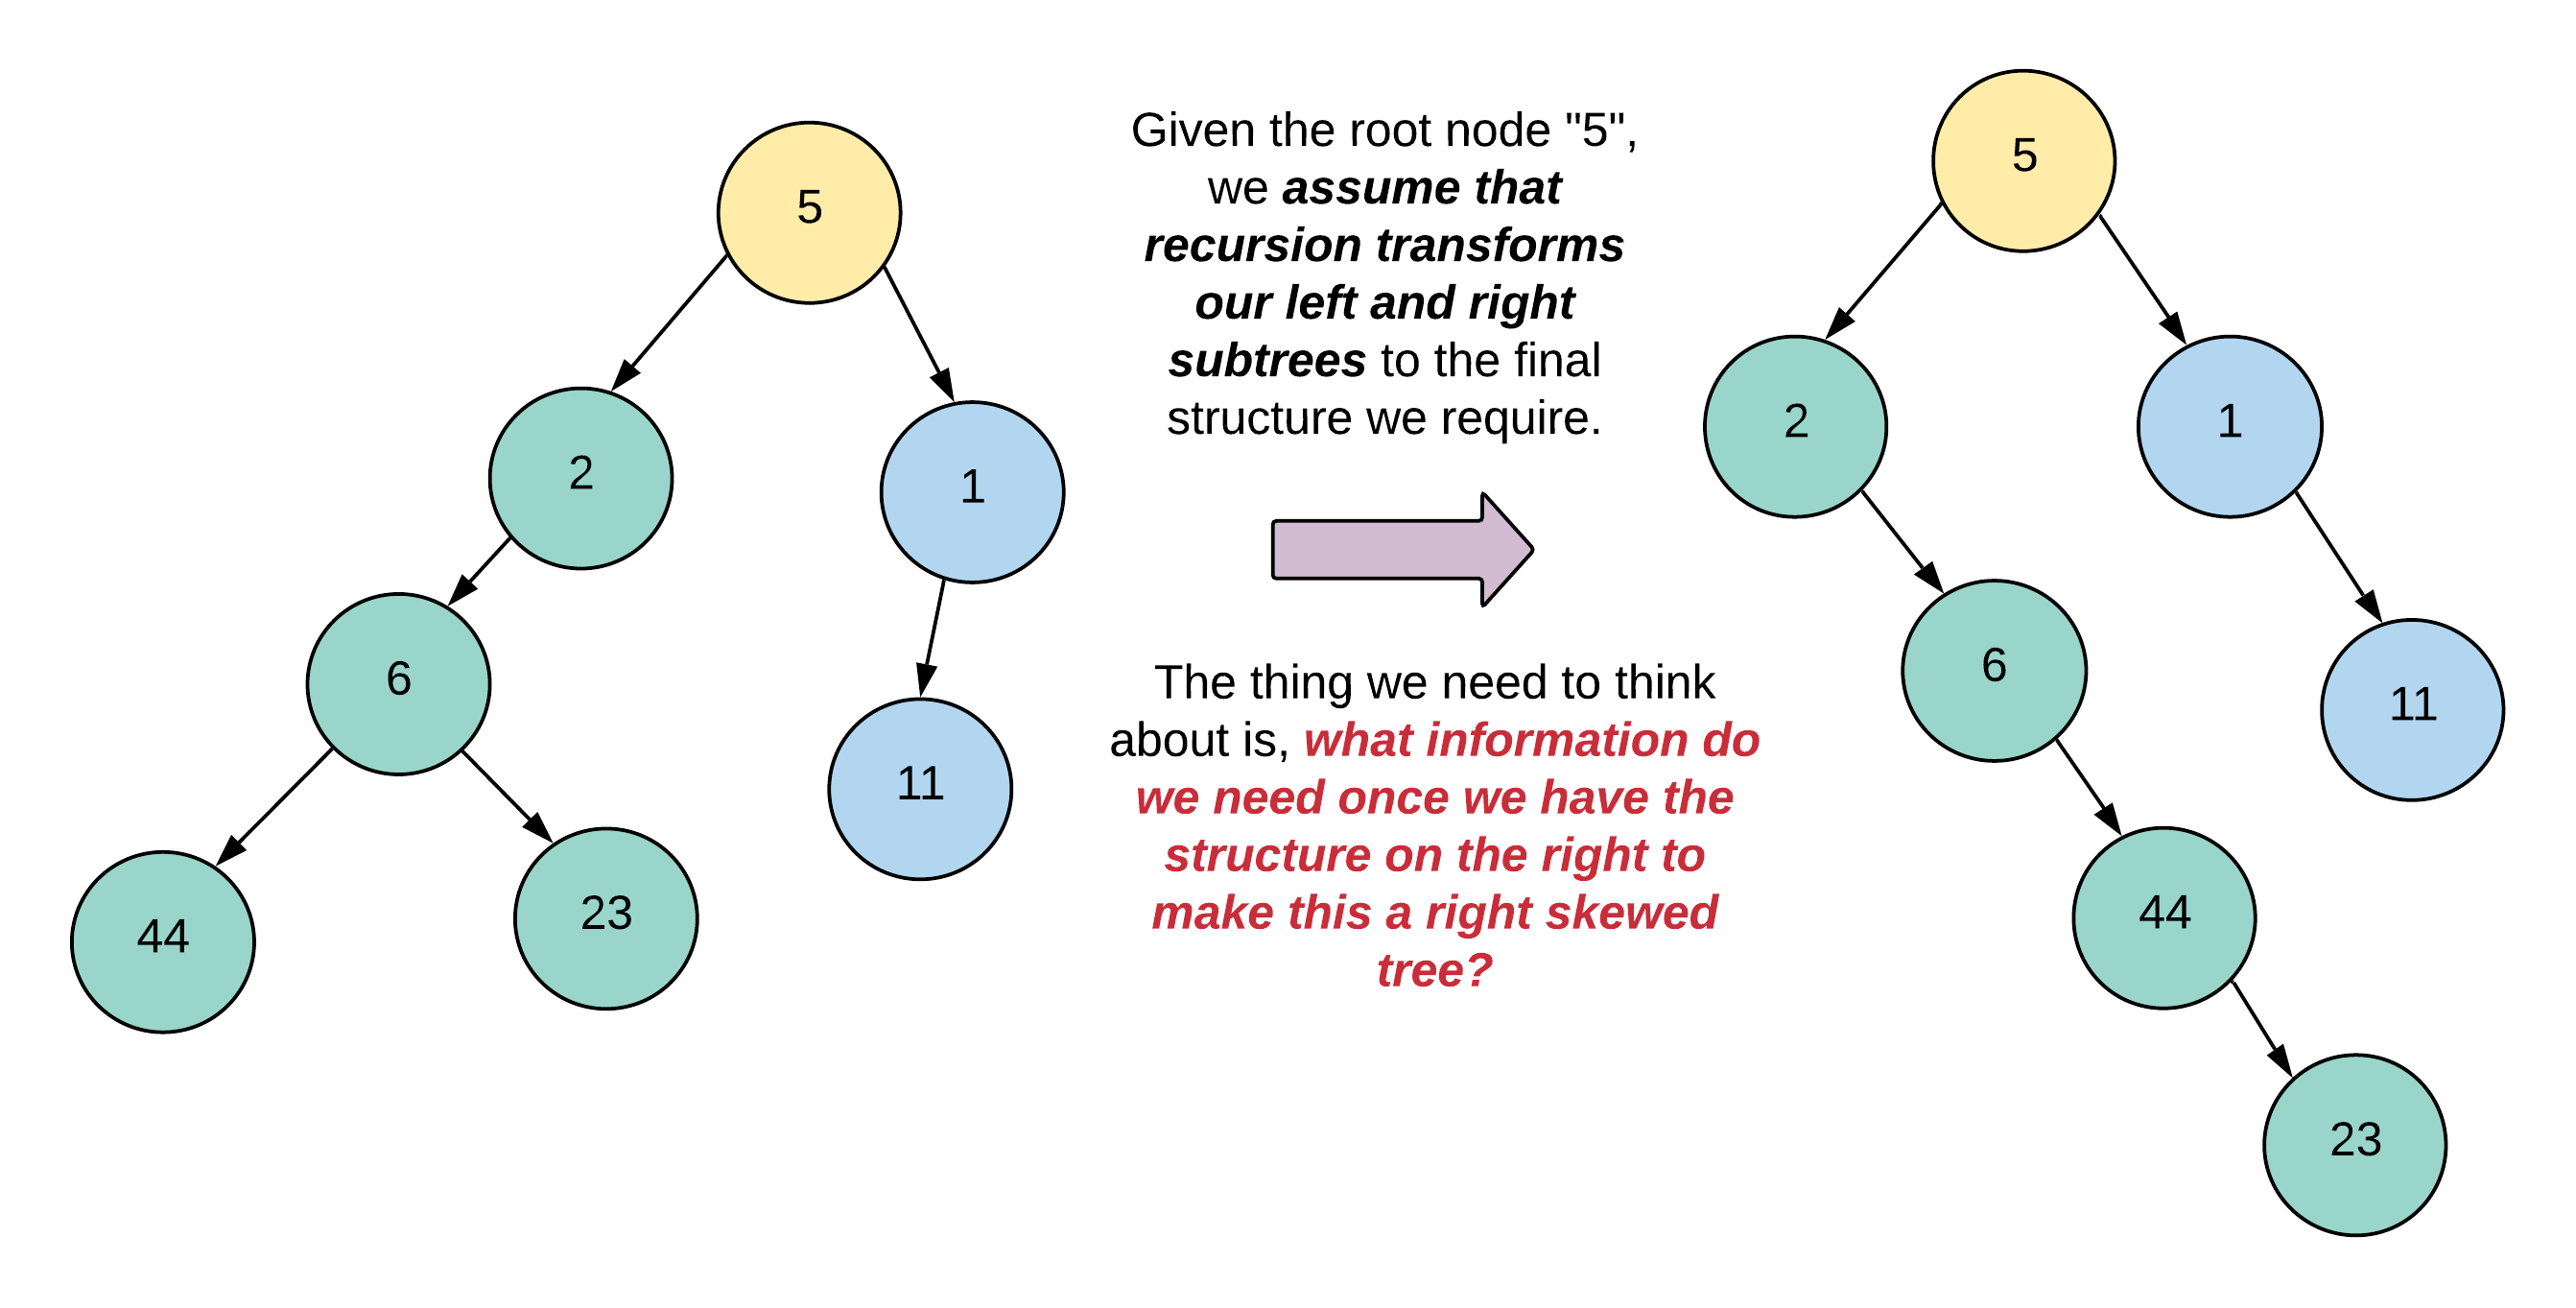 5
2
1
6
11
44
23
Given the root node "5",
we assume that
recursion transforms
our left and right
subtrees to the final
structure we require.
The thing we need to think
about is, what information do
we need once we have the
structure on the right to
make this a right skewed
tree?
5
2
1
6
11
44
23